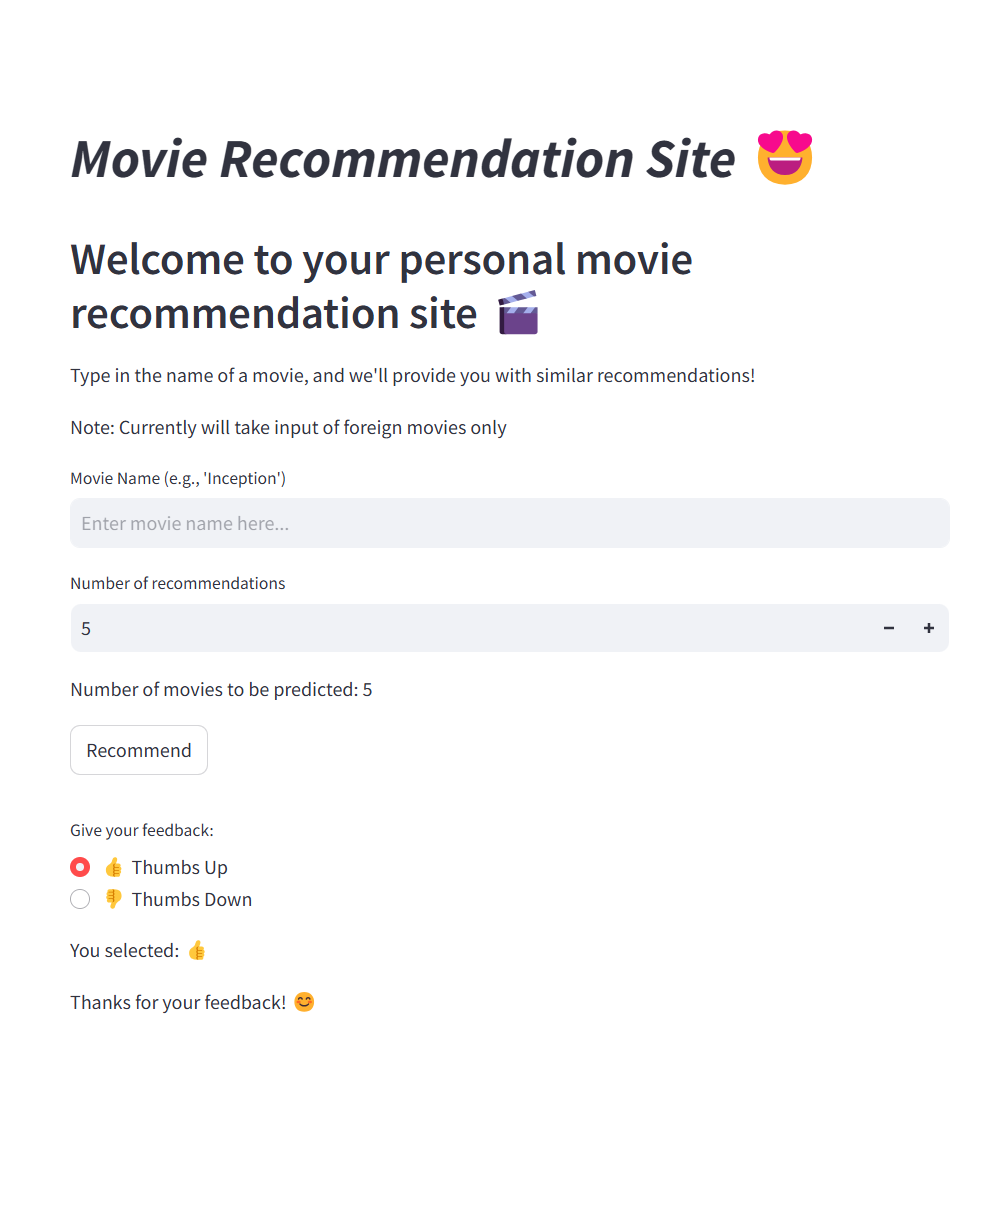 Movie Recommendation Site 😍
Welcome to your personal movie
recommendation site 🎬
Type in the name of a movie, and we'll provide you with similar recommendations!
Note: Currently will take input of foreign movies only
Movie Name (e.g., 'Inception')
Enter movie name here...
Number of recommendations
5
Number of movies to be predicted: 5
Recommend
Give your feedback:
👍 Thumbs Up
👎 Thumbs Down
You selected: 👍
Thanks for your feedback! 😊